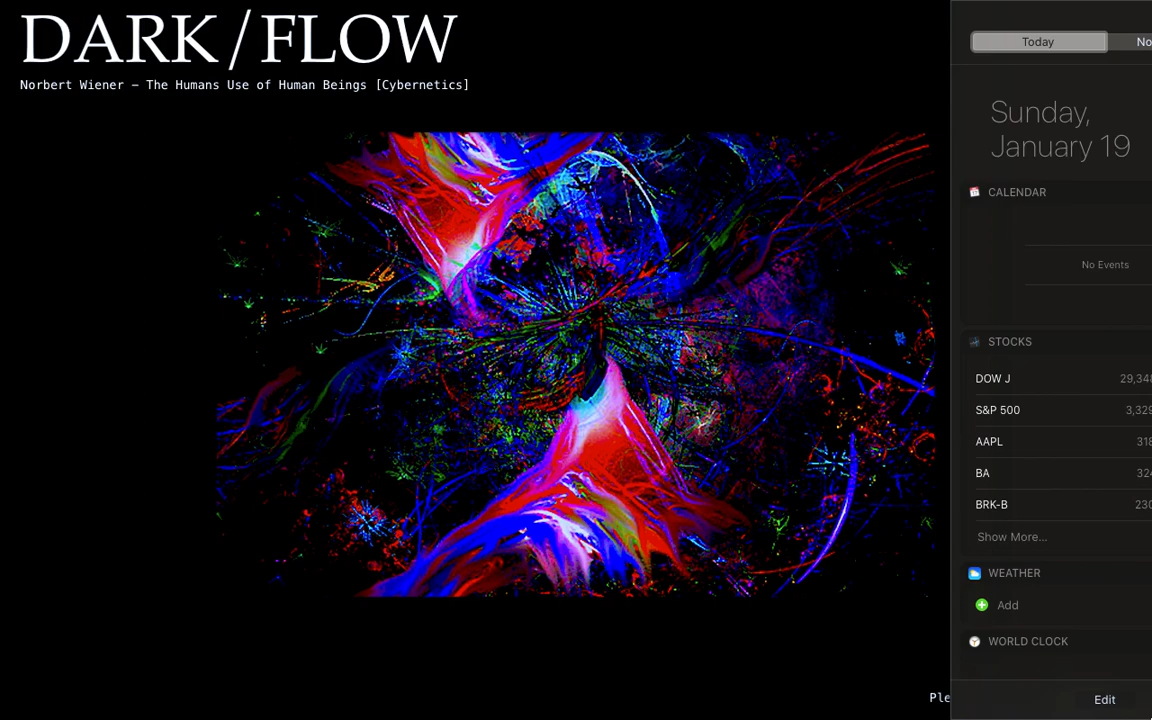 DARK/FLOW
Norbert Wiener – The Humans Use of Human Beings [Cybernetics]
Today
Sunday,
January 19
CALENDAR
No Events
STOCKS
DOW J
S&P 500
AAPL
BA
BRK-B
Show More...
WEATHER
Add
WORLD CLOCK
Edit